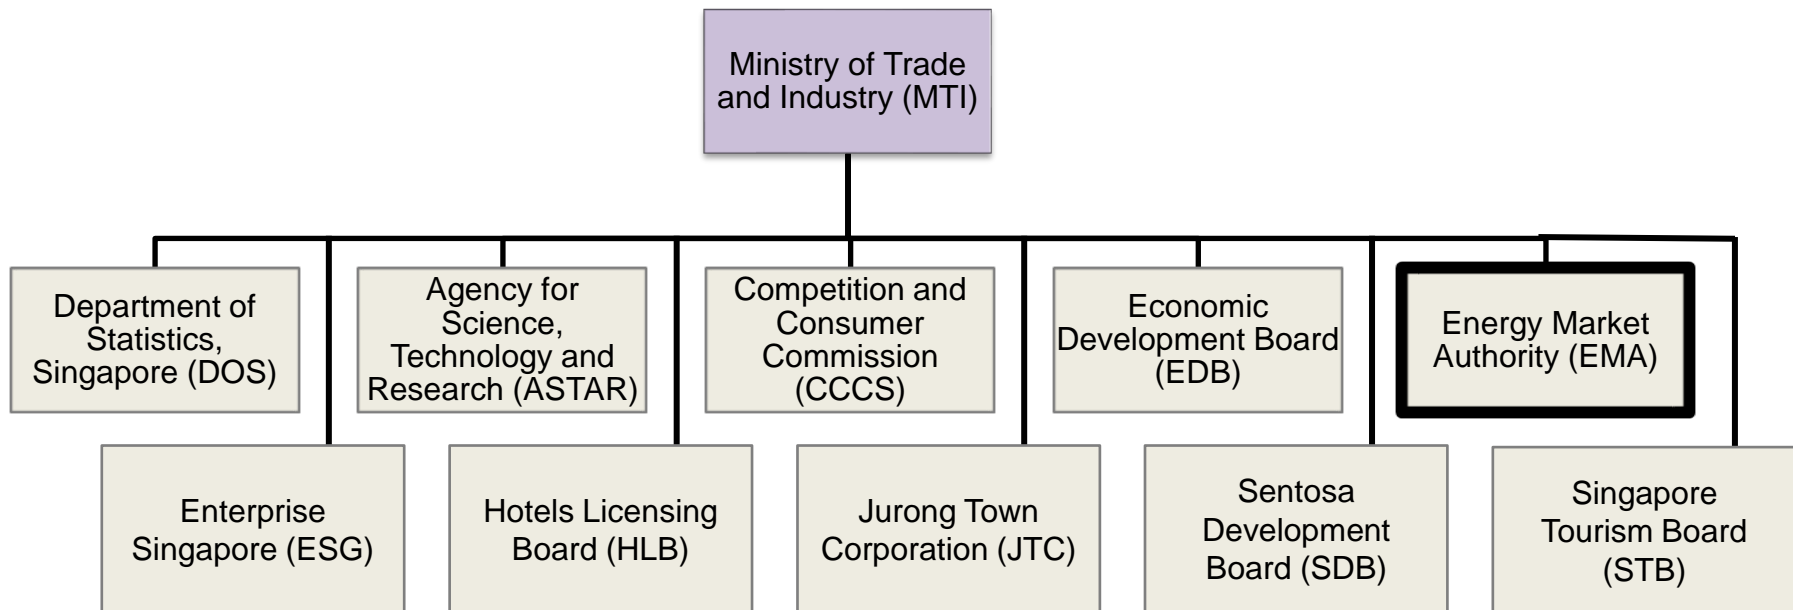 Ministry of Trade
and Industry (MTI)
Department of
Statistics,
Singapore (DOS)
Agency for
Science,
Technology and
Research (ASTAR)
Competition and
Consumer
Commission
(CCCS)
Economic
Development Board
(EDB)
Energy Market
Authority (EMA)
Enterprise
Singapore (ESG)
Hotels Licensing
Board (HLB)
Jurong Town
Corporation (JTC)
Sentosa
Development
Board (SDB)
Singapore
Tourism Board
(STB)